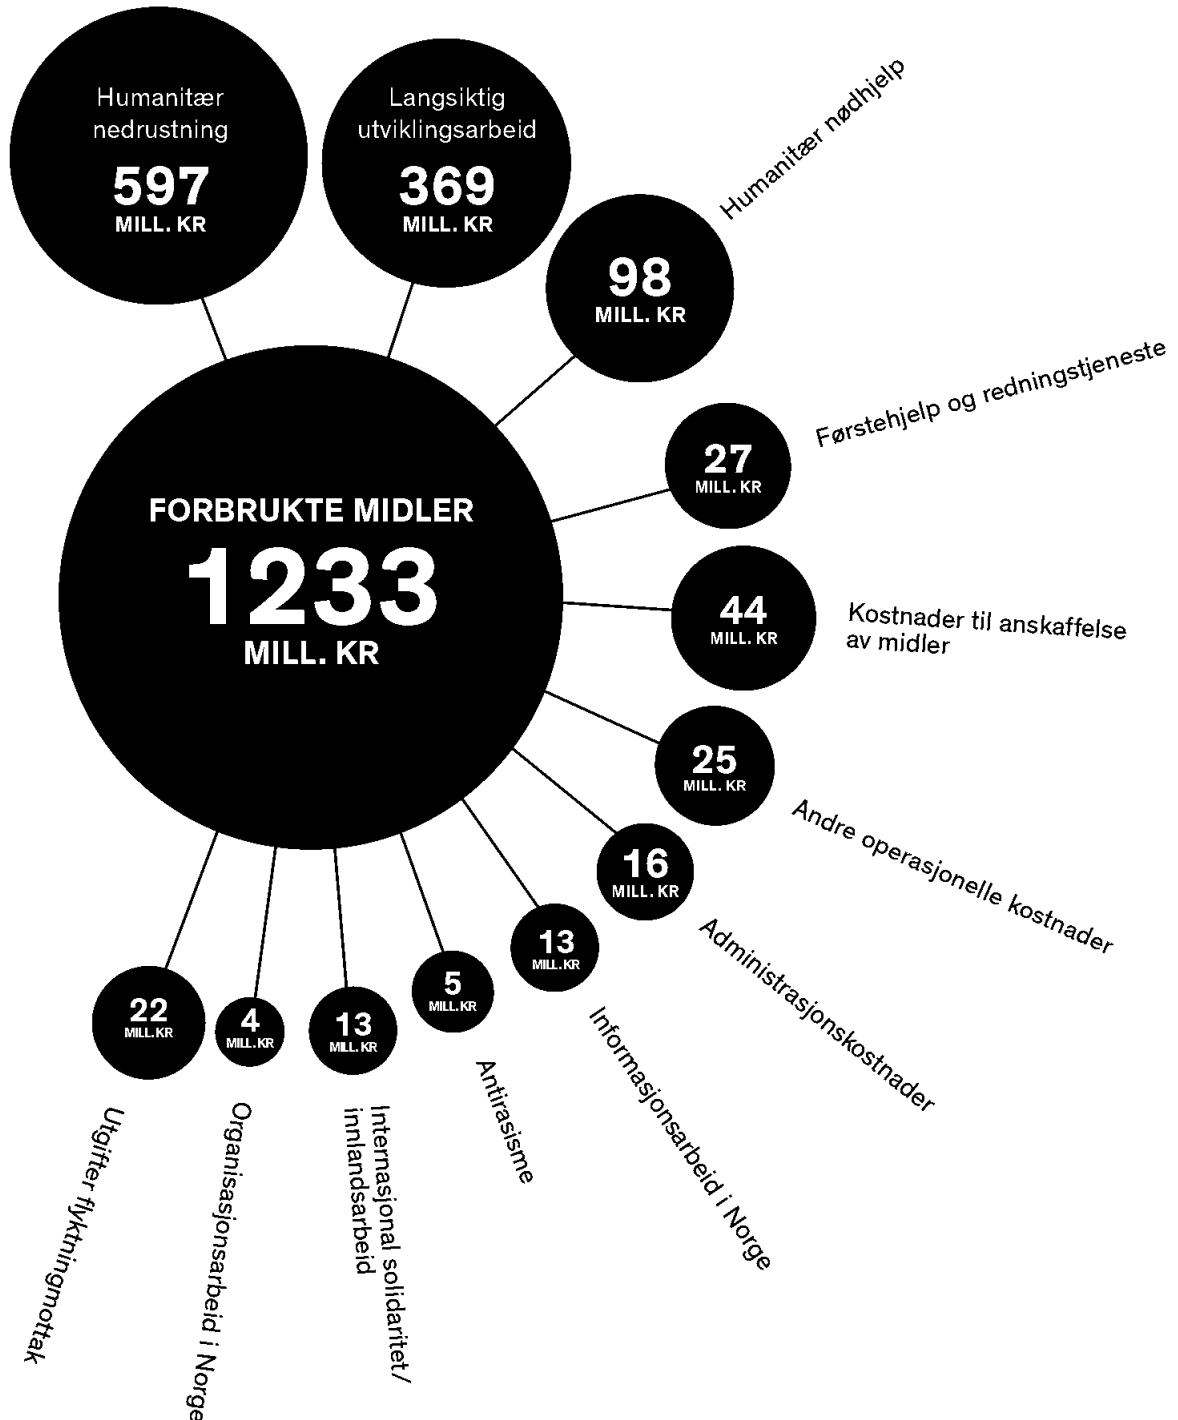 Humanitær
nedrustning
597
MILL. KR
Langsiktig
utviklingsarbeid
369
MILL. KR
Humanitær nødhjelp
98
MILL. KR
Førstehjelp og redningstjeneste
27
MILL. KR
FORBRUKTE MIDLER
1233
MILL. KR
44
MILL. KR
Kostnader til anskaffelse
av midler
25
MILL. KR
Andre operasjonelle kostnader
16
MILL. KR
Administrasjonskostnader
13
MILL. KR
Informasjonsarbeid i Norge
5
MILL.KR
Antirasisme
13
MILL. KR
Internasjonal solidaritet/
innlandsarbeid
4
MILL. KR
Organisasjonsarbeid i Norge
22
MILL.KR
Utgifter flyktningmottak